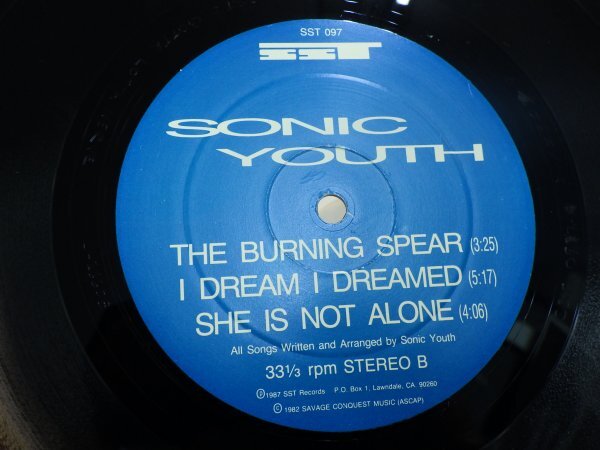 SST 097
SST
SONIC
YOUTH
THE BURNING SPEAR (3:25)
I DREAM I DREAMED (5:17)
SHE IS NOT ALONE (4:06)
All Songs Written and Arranged by Sonic Youth
33⅓ rpm STEREO B
℗ 1987 SST Records P.O. Box 1, Lawndale, CA 90260
© 1982 SAVAGE CONQUEST MUSIC (ASCAP)